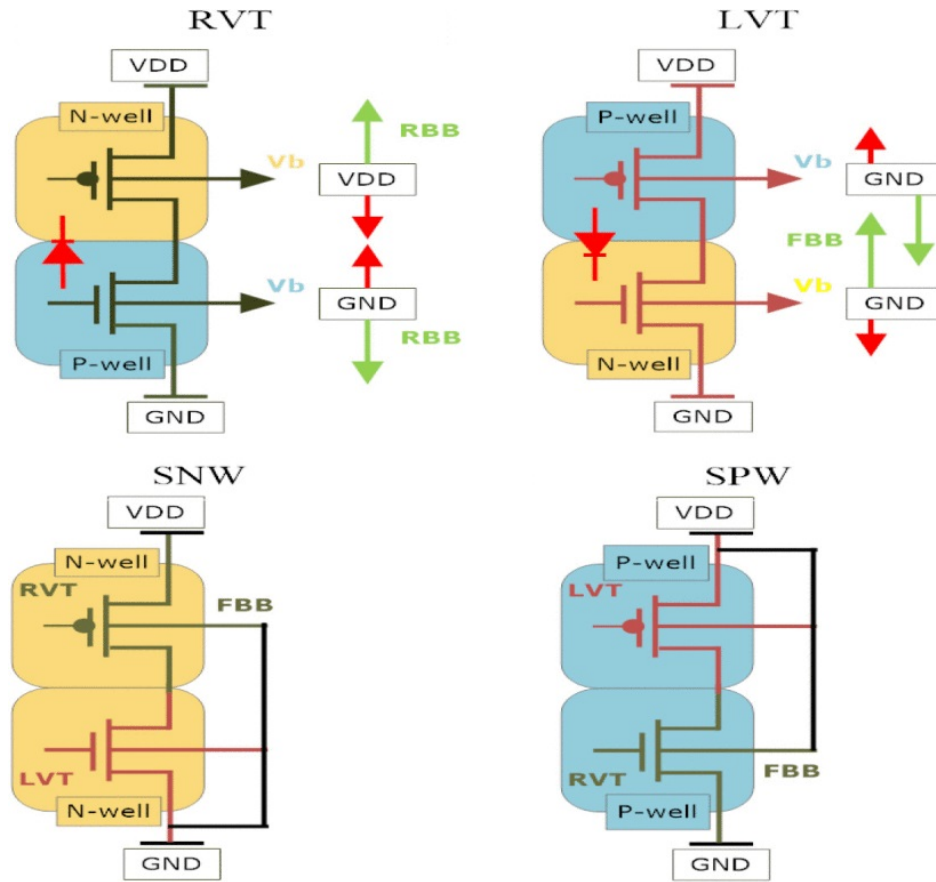 RVT
VDD
N-well
Vb
RBB
VDD
Vb
GND
RBB
P-well
GND
LVT
VDD
P-well
Vb
GND
FBB
Vb
GND
N-well
GND
SNW
VDD
N-well
RVT
FBB
LVT
N-well
GND
SPW
VDD
P-well
LVT
RVT
FBB
P-well
GND